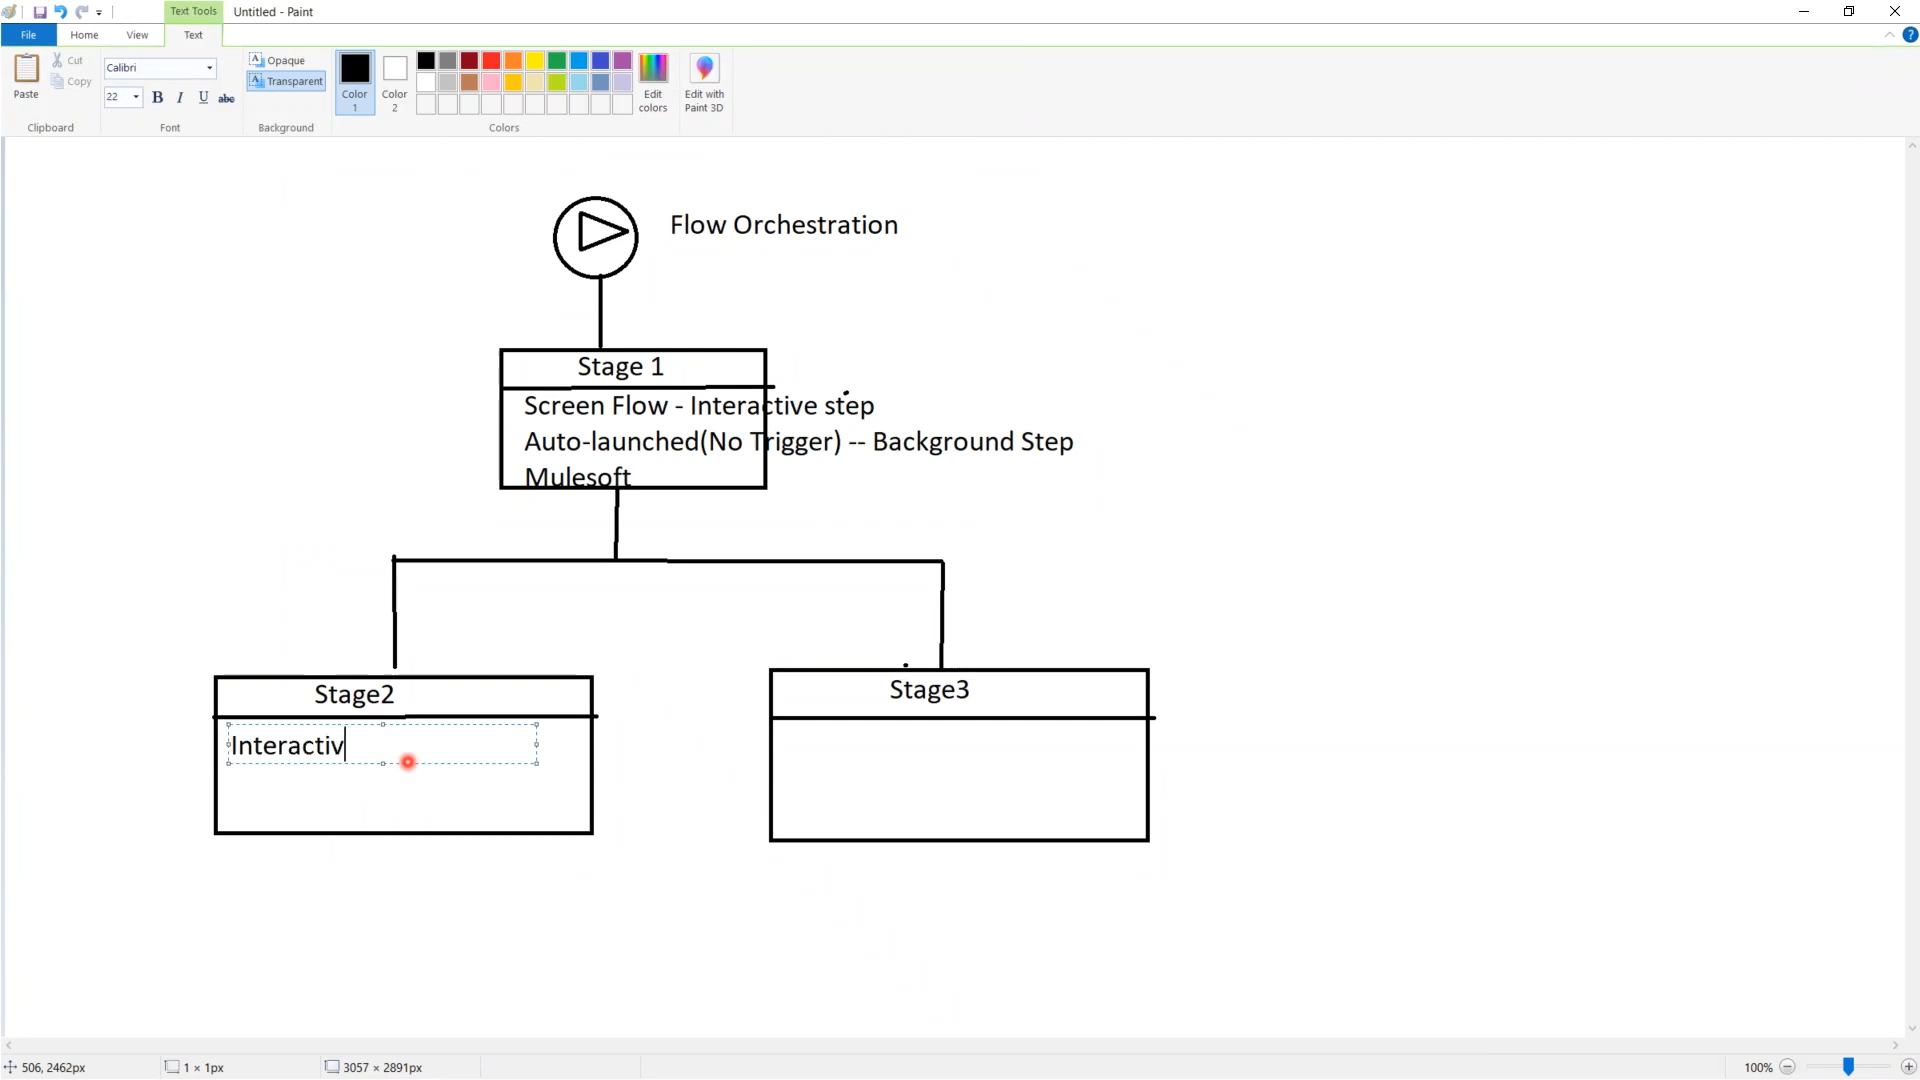 Text Tools
Untitled - Paint
File
Home
View
Text
Paste
Cut
Copy
Clipboard
Calibri
22
B
I
U
abc
Font
Opaque
Transparent
Background
Color
1
Color
2
Edit
colors
Colors
Edit with
Paint 3D
Flow Orchestration
Stage 1
Screen Flow - Interactive step
Auto-launched(No Trigger) -- Background Step
Mulesoft
Stage2
Interactiv
Stage3
506, 2462px
1 × 1px
3057 × 2891px
100%